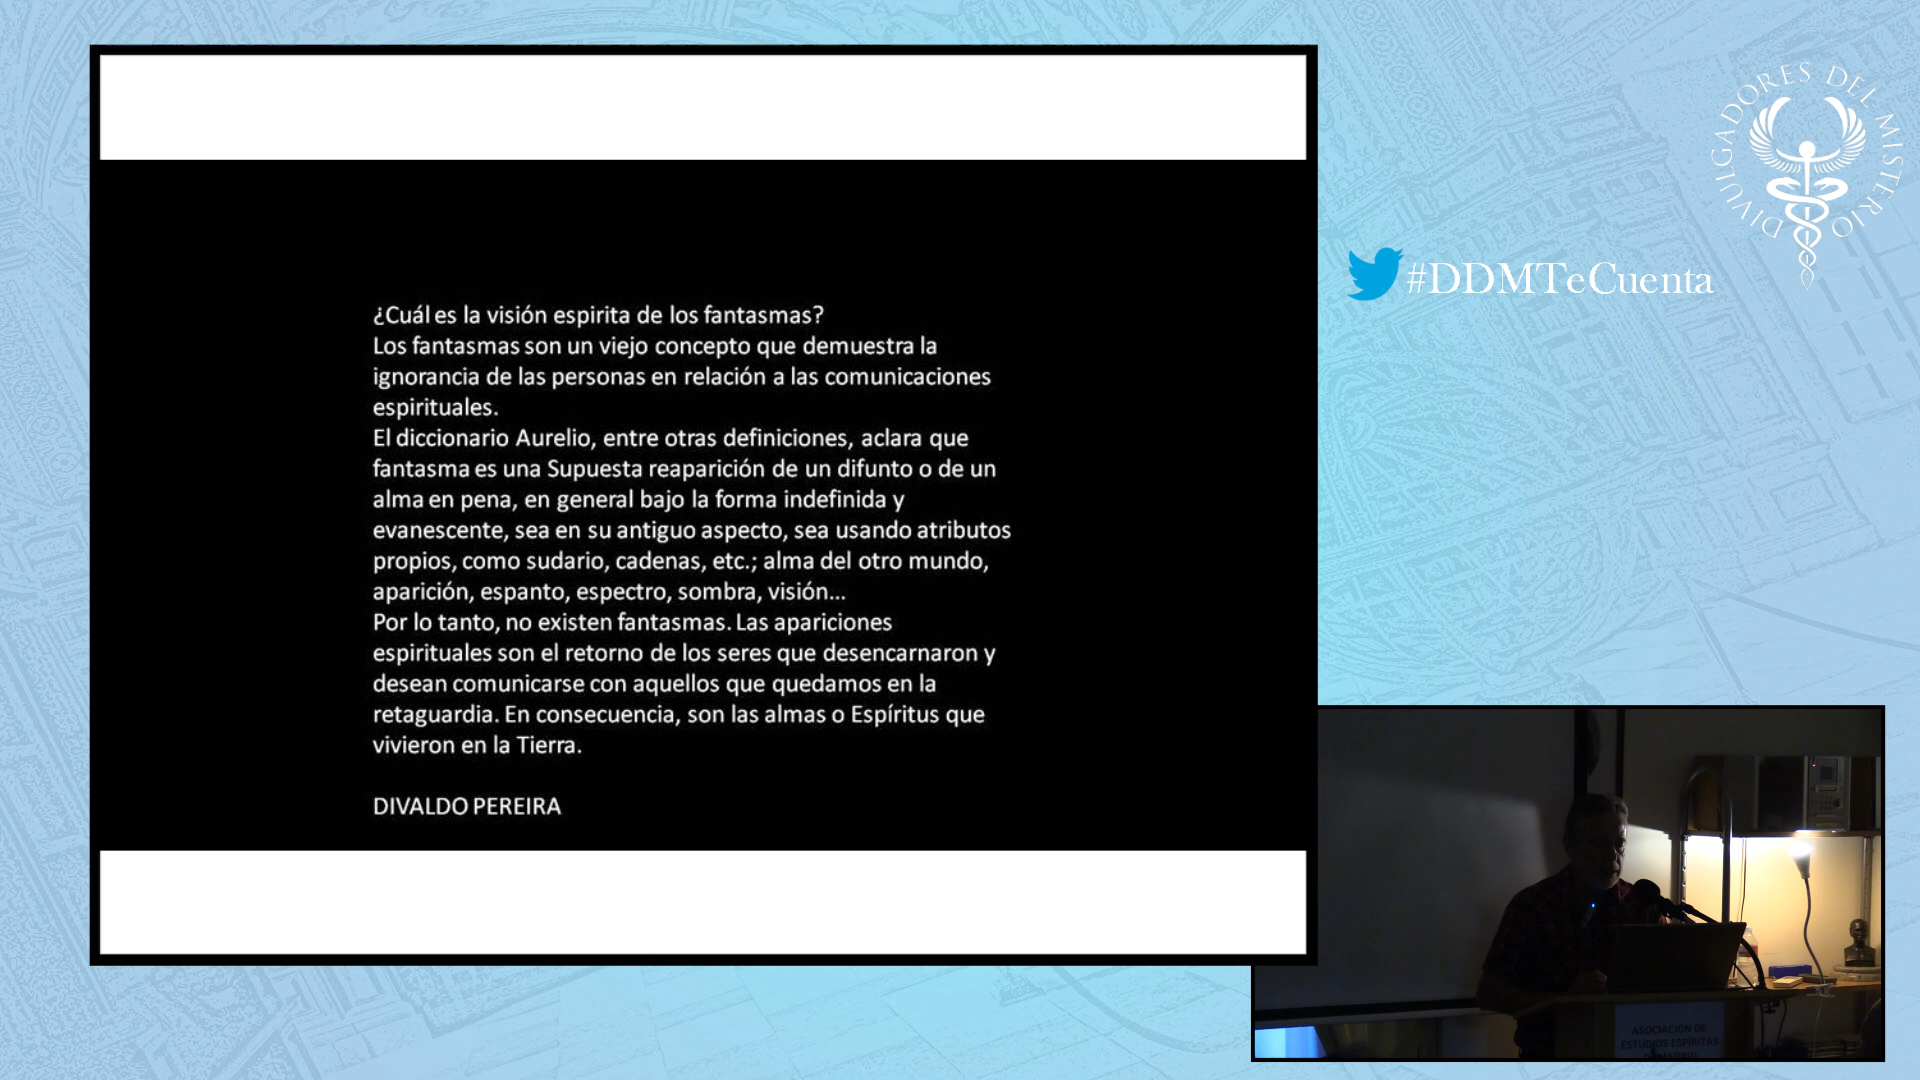 ¿Cuál es la visión espirita de los fantasmas?
Los fantasmas son un viejo concepto que demuestra la
ignorancia de las personas en relación a las comunicaciones
espirituales.
El diccionario Aurelio, entre otras definiciones, aclara que
fantasma es una Supuesta reaparición de un difunto o de un
alma en pena, en general bajo la forma indefinida y
evanescente, sea en su antiguo aspecto, sea usando atributos
propios, como sudario, cadenas, etc.; alma del otro mundo,
aparición, espanto, espectro, sombra, visión...
Por lo tanto, no existen fantasmas. Las apariciones
espirituales son el retorno de los seres que desencarnaron y
desean comunicarse con aquellos que quedamos en la
retaguardia. En consecuencia, son las almas o Espíritus que
vivieron en la Tierra.
DIVALDO PEREIRA
DIVULGADORES DEL MISTERIO
#DDMTeCuenta
ASOCIACIÓN DE
ESTUDIOS ESPÍRITAS